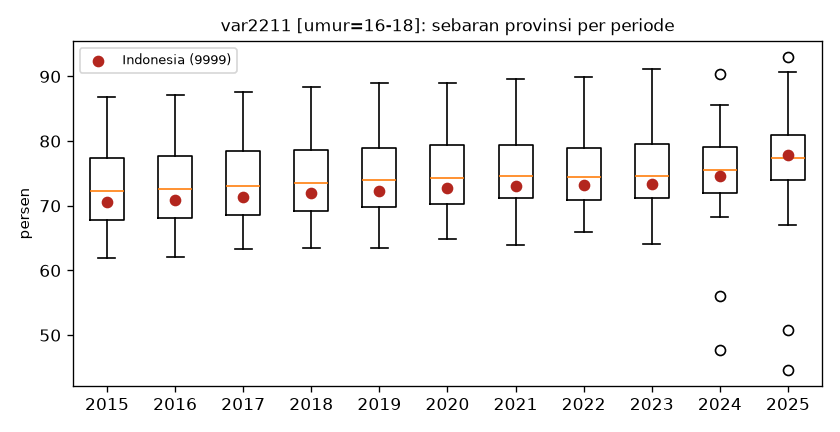 var2211 [umur=16-18]: sebaran provinsi per periode
Indonesia (9999)
persen
90
80
70
60
50
2015 2016 2017 2018 2019 2020 2021 2022 2023 2024 2025